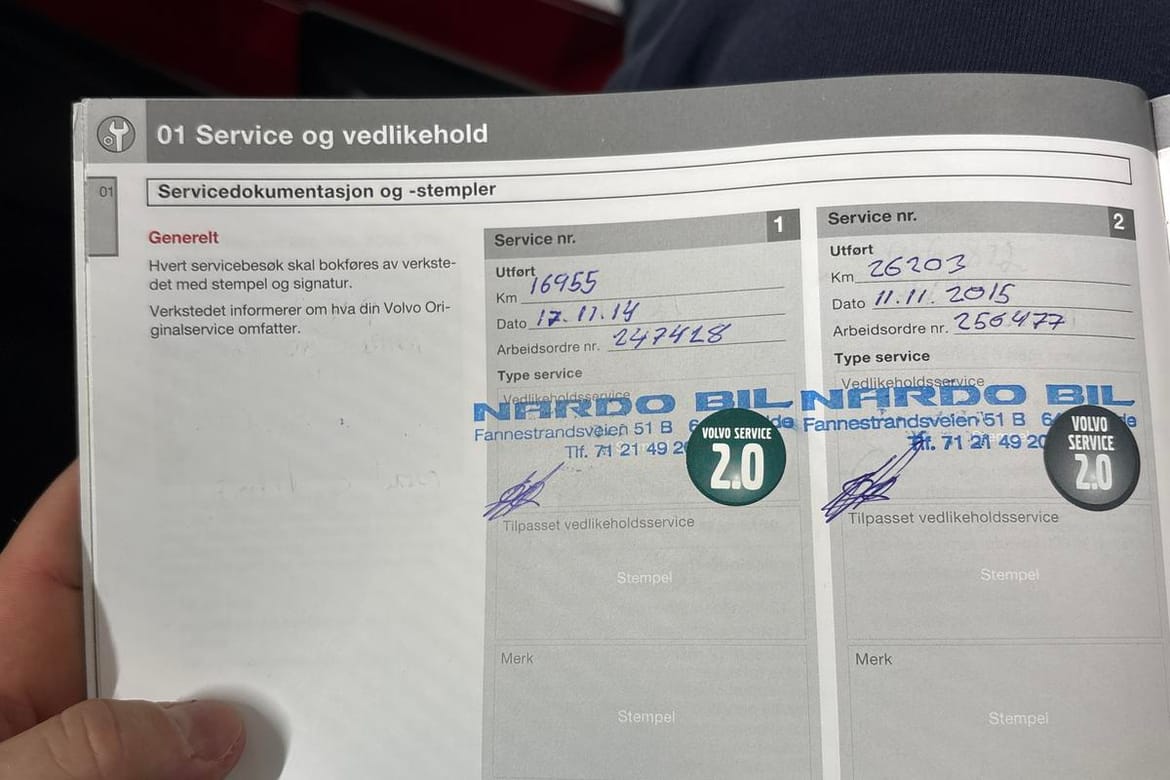 01 Service og vedlikehold
01
Servicedokumentasjon og -stempler
Generelt
Hvert servicebesøk skal bokføres av verkste-
det med stempel og signatur.
Verkstedet informerer om hva din Volvo Ori-
ginalservice omfatter.
Service nr. 1
Utført
Km 16955
Dato 17.11.14
Arbeidsordre nr. 247428
Type service
Vedlikeholdsservice
NARDO BIL
Fannestrandsveien 51 B 6
Tlf. 71 21 49 20
VOLVO SERVICE
2.0
Tilpasset vedlikeholdsservice
Stempel
Merk
Stempel
Service nr. 2
Utført
Km 26203
Dato 11.11.2015
Arbeidsordre nr. 256477
Type service
Vedlikeholdsservice
NARDO BIL
Fannestrandsveien 51 B 6 de
Tlf. 71 21 49 20
VOLVO
SERVICE
2.0
Tilpasset vedlikeholdsservice
Stempel
Merk
Stempel